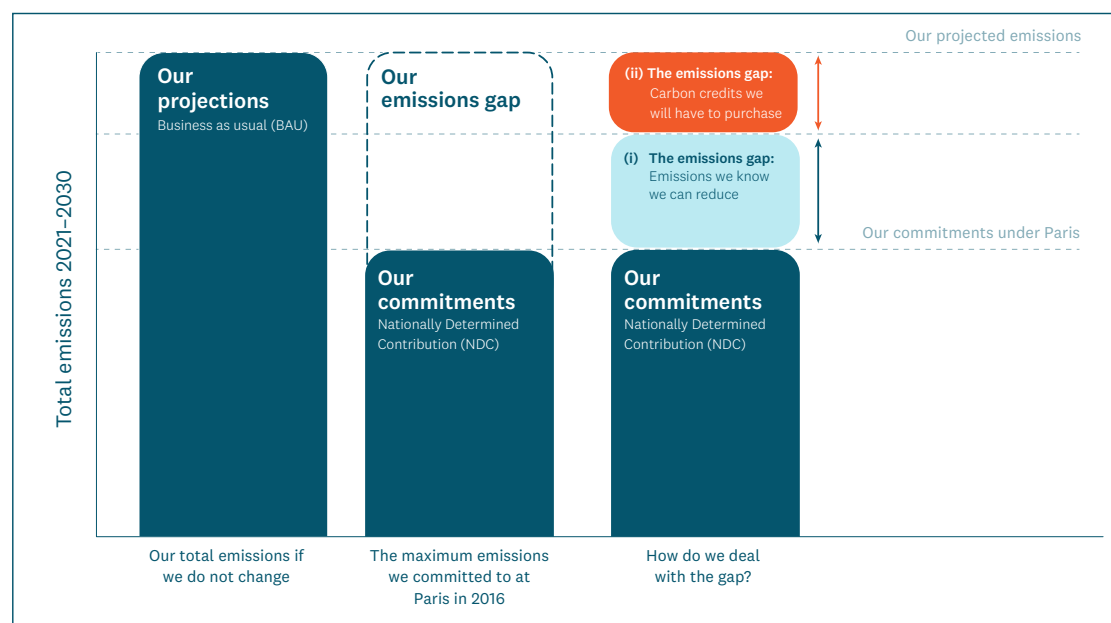 Our projected emissions
Our
projections
Business as usual (BAU)
Our
emissions gap
(ii) The emissions gap:
Carbon credits we
will have to purchase
(i) The emissions gap:
Emissions we know
we can reduce
Our commitments under Paris
Our
commitments
Nationally Determined
Contribution (NDC)
Our
commitments
Nationally Determined
Contribution (NDC)
Total emissions 2021–2030
Our total emissions if
we do not change
The maximum emissions
we committed to at
Paris in 2016
How do we deal
with the gap?